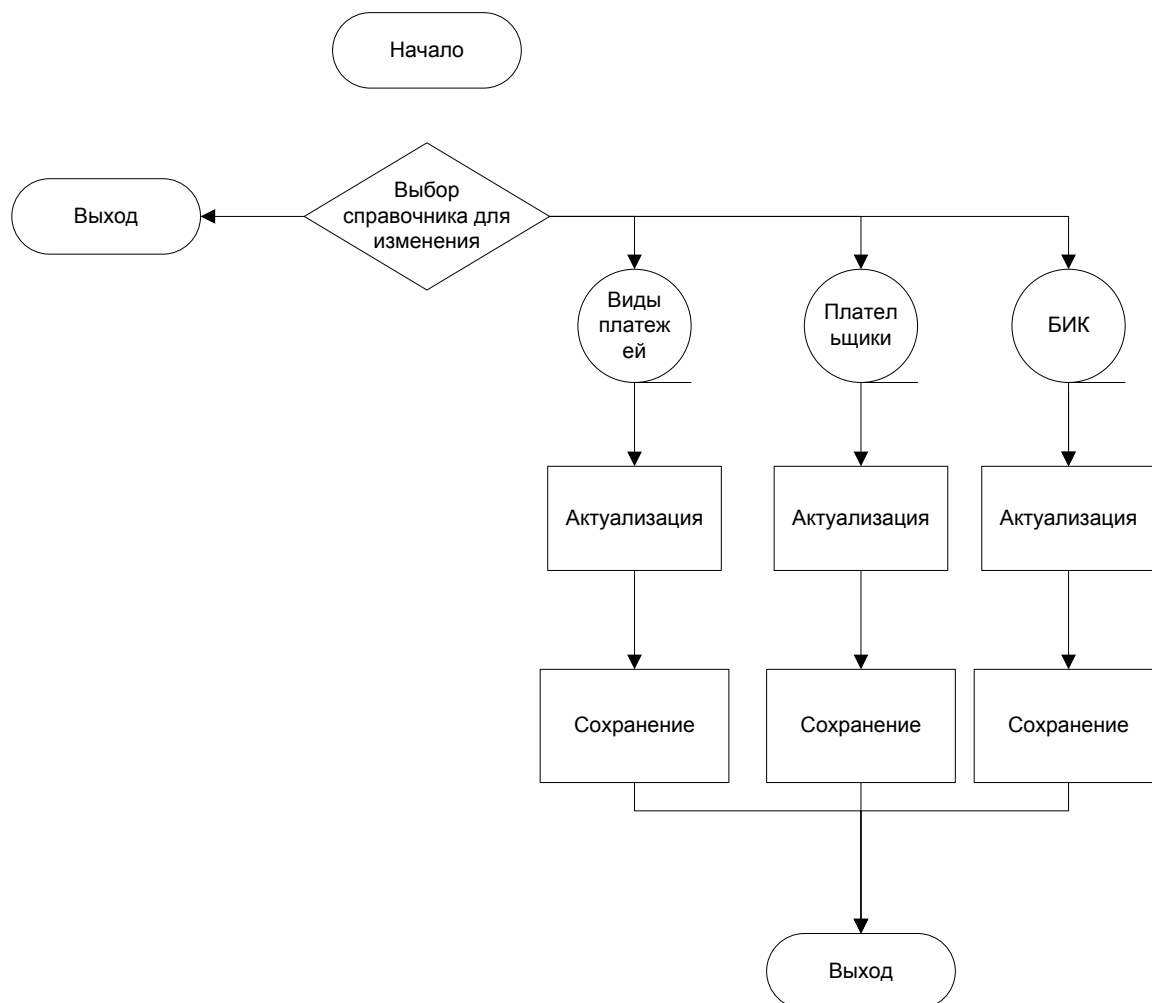 Начало
Выход
Выбор
справочника для
изменения
Виды
платеж
ей
Плател
ьщики
БИК
Актуализация
Актуализация
Актуализация
Сохранение
Сохранение
Сохранение
Выход